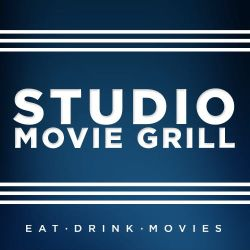 STUDIO
MOVIE GRILL
EAT · DRINK · MOVIES